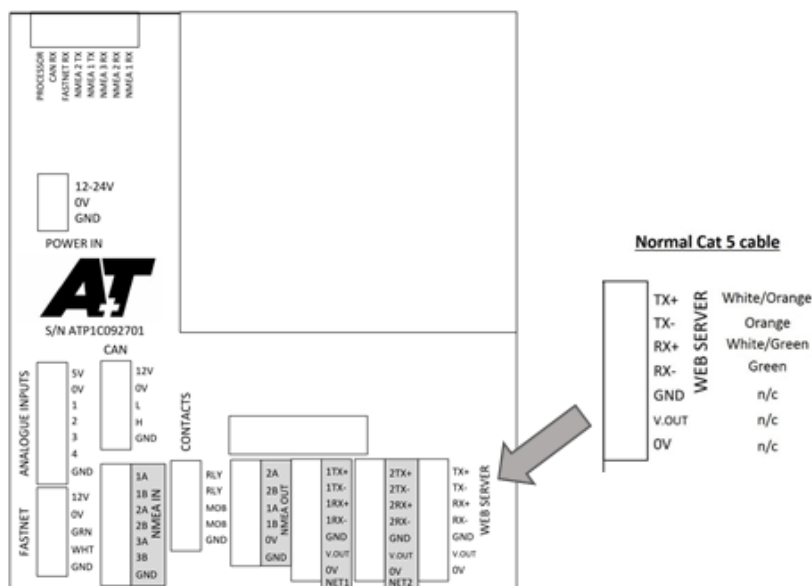 PROCESSOR
CAN RX
FASTNET RX
NMEA 2 TX
NMEA 1 TX
NMEA 3 RX
NMEA 2 RX
NMEA 1 RX
12-24V
0V
GND
POWER IN
A+T
S/N ATP1C092701
ANALOGUE INPUTS
5V
0V
1
2
3
4
GND
CAN
12V
0V
L
H
GND
FASTNET
12V
0V
GRN
WHT
GND
NMEA IN
1A
1B
2A
2B
3A
3B
GND
CONTACTS
RLY
RLY
MOB
MOB
GND
NMEA OUT
2A
2B
1A
1B
0V
GND
1TX+
1TX-
1RX+
1RX-
GND
V.OUT
0V
NET1
2TX+
2TX-
2RX+
2RX-
GND
V.OUT
0V
NET2
TX+
TX-
RX+
RX-
GND
V.OUT
0V
WEB SERVER
Normal Cat 5 cable
TX+ White/Orange
TX- Orange
RX+ White/Green
RX- Green
GND n/c
V.OUT n/c
0V n/c
WEB SERVER